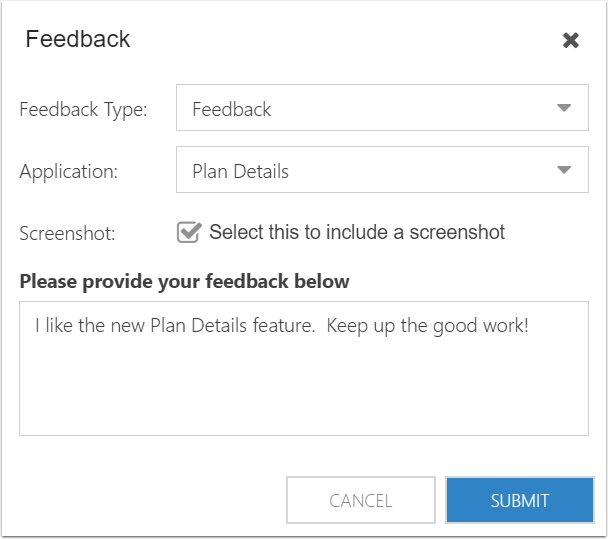 Feedback
Feedback Type: Feedback
Application: Plan Details
Screenshot: Select this to include a screenshot
Please provide your feedback below
I like the new Plan Details feature.  Keep up the good work!
CANCEL SUBMIT